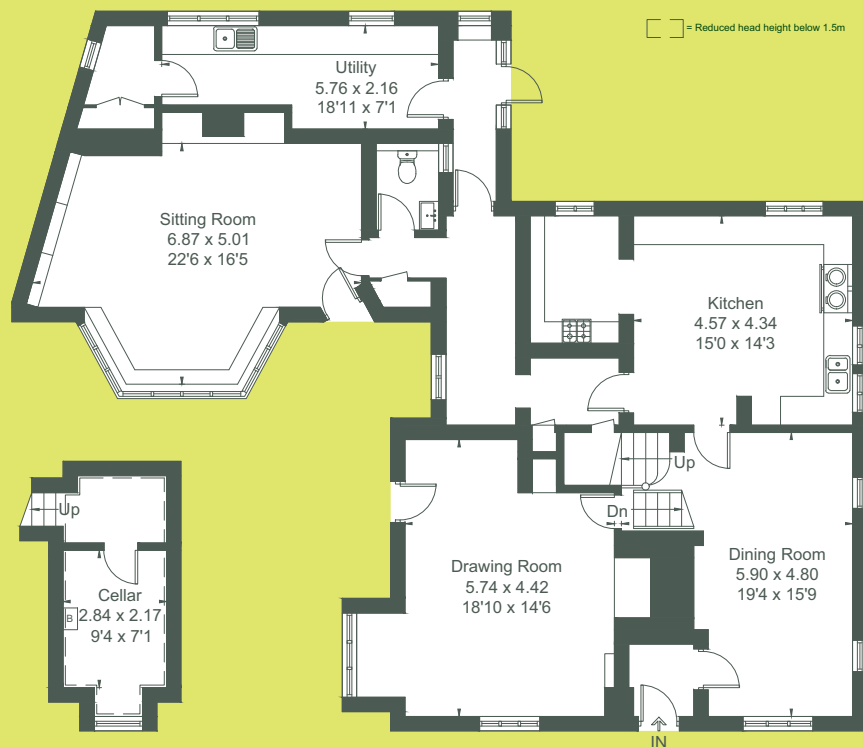 = Reduced head height below 1.5m
Utility
5.76 x 2.16
18'11 x 7'1
Sitting Room
6.87 x 5.01
22'6 x 16'5
Kitchen
4.57 x 4.34
15'0 x 14'3
Up
Dn
Up
Drawing Room
5.74 x 4.42
18'10 x 14'6
Dining Room
5.90 x 4.80
19'4 x 15'9
Cellar
B
2.84 x 2.17
9'4 x 7'1
IN